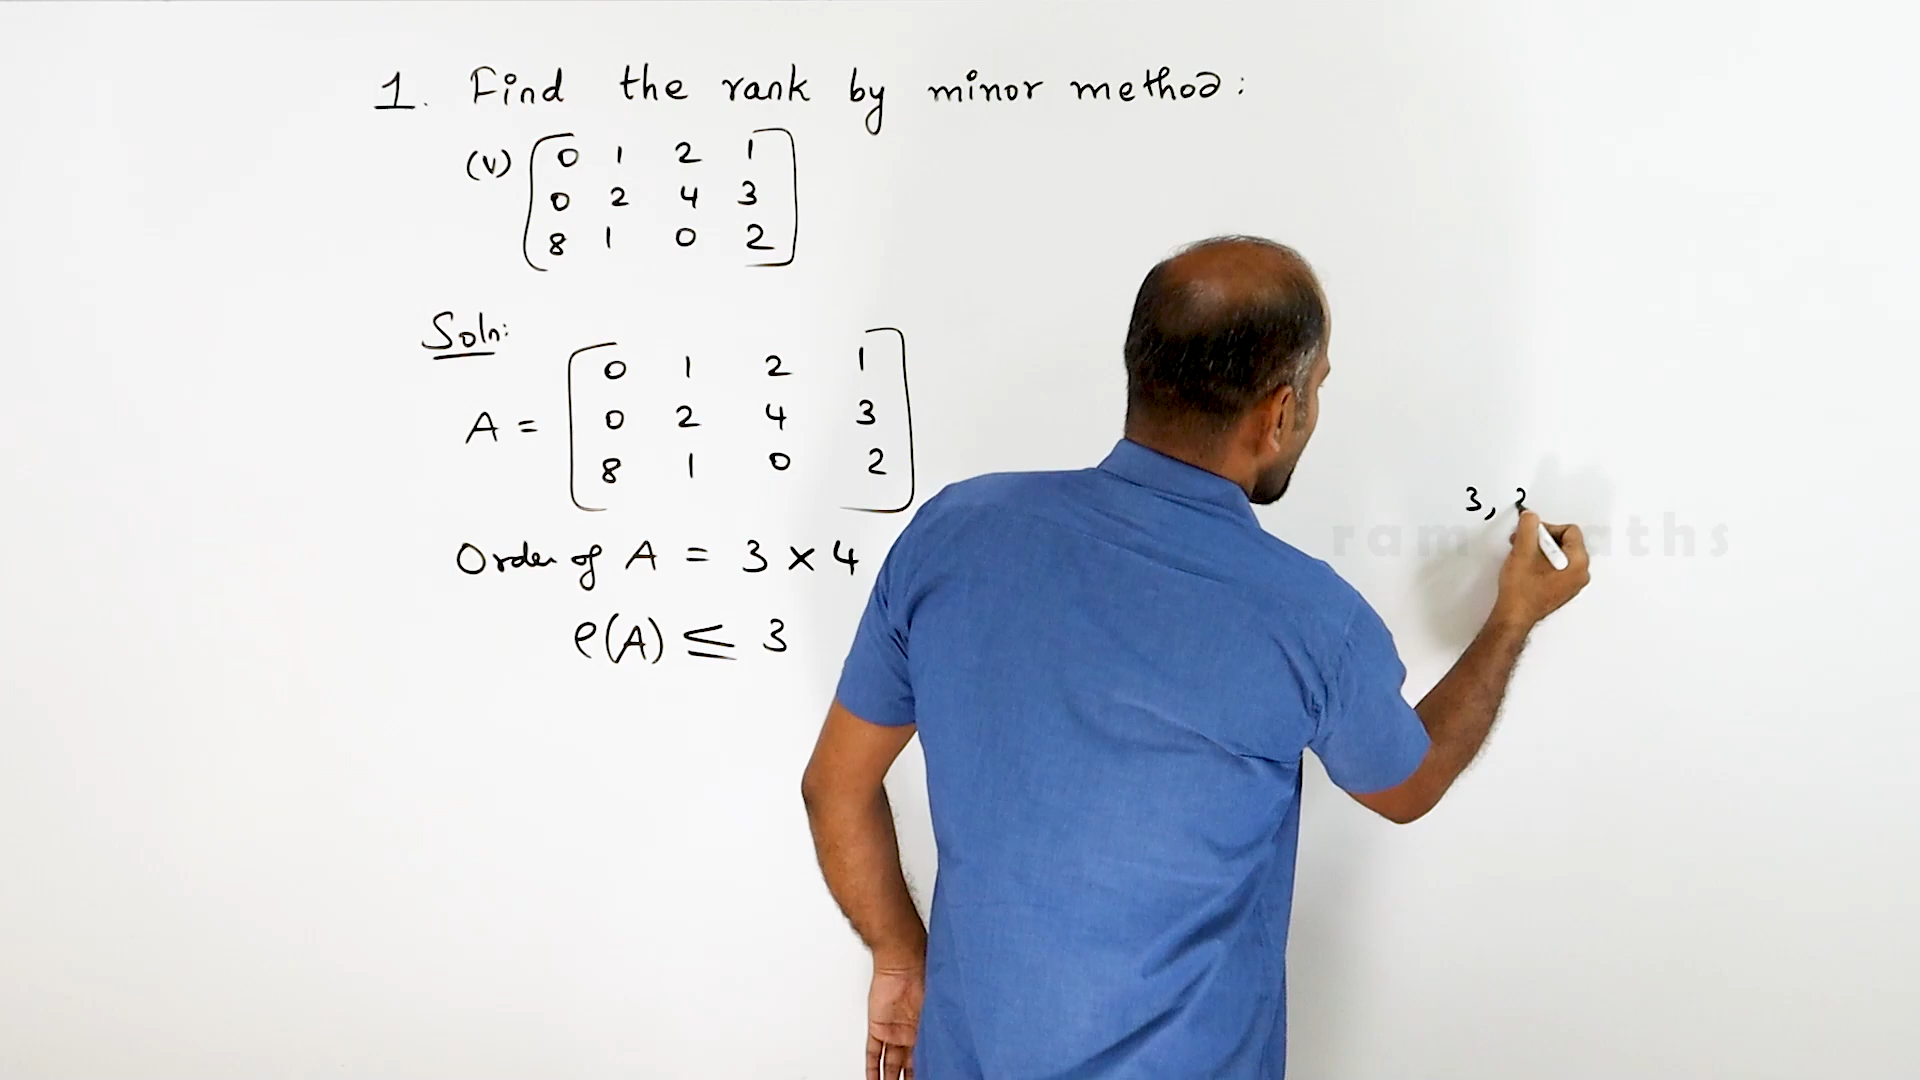 1. Find the rank by minor method:
(v) 0 1 2 1
0 2 4 3
8 1 0 2
Soln:
A = 0 1 2 1
0 2 4 3
8 1 0 2
Order of A = 3 × 4
ρ(A) ≤ 3
3,